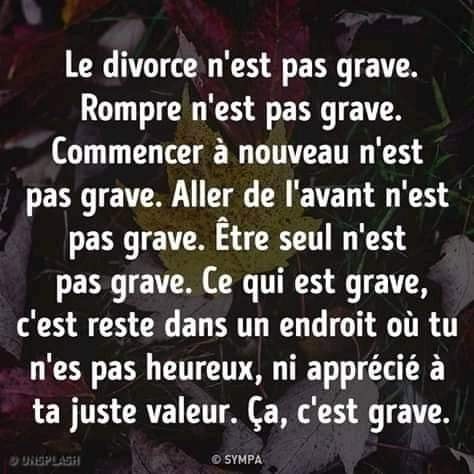 Le divorce n'est pas grave.
Rompre n'est pas grave.
Commencer à nouveau n'est
pas grave. Aller de l'avant n'est
pas grave. Être seul n'est
pas grave. Ce qui est grave,
c'est reste dans un endroit où tu
n'es pas heureux, ni apprécié à
ta juste valeur. Ça, c'est grave.
© UNSPLASH
© SYMPA